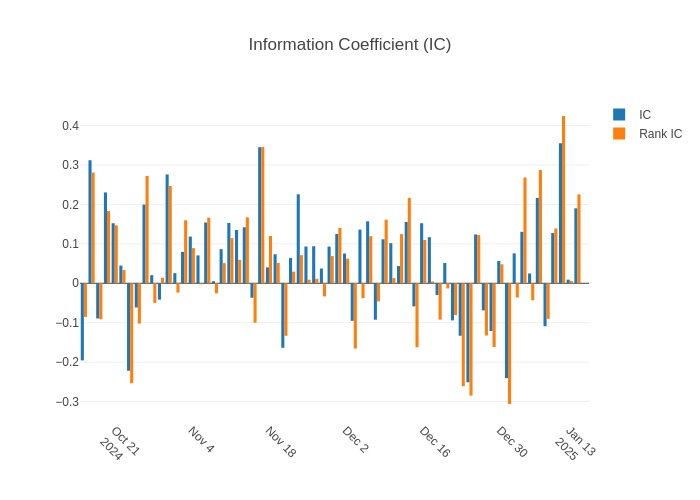 Information Coefficient (IC)
IC
Rank IC
0.4
0.3
0.2
0.1
0
−0.1
−0.2
−0.3
Oct 21
2024
Nov 4
Nov 18
Dec 2
Dec 16
Dec 30
Jan 13
2025